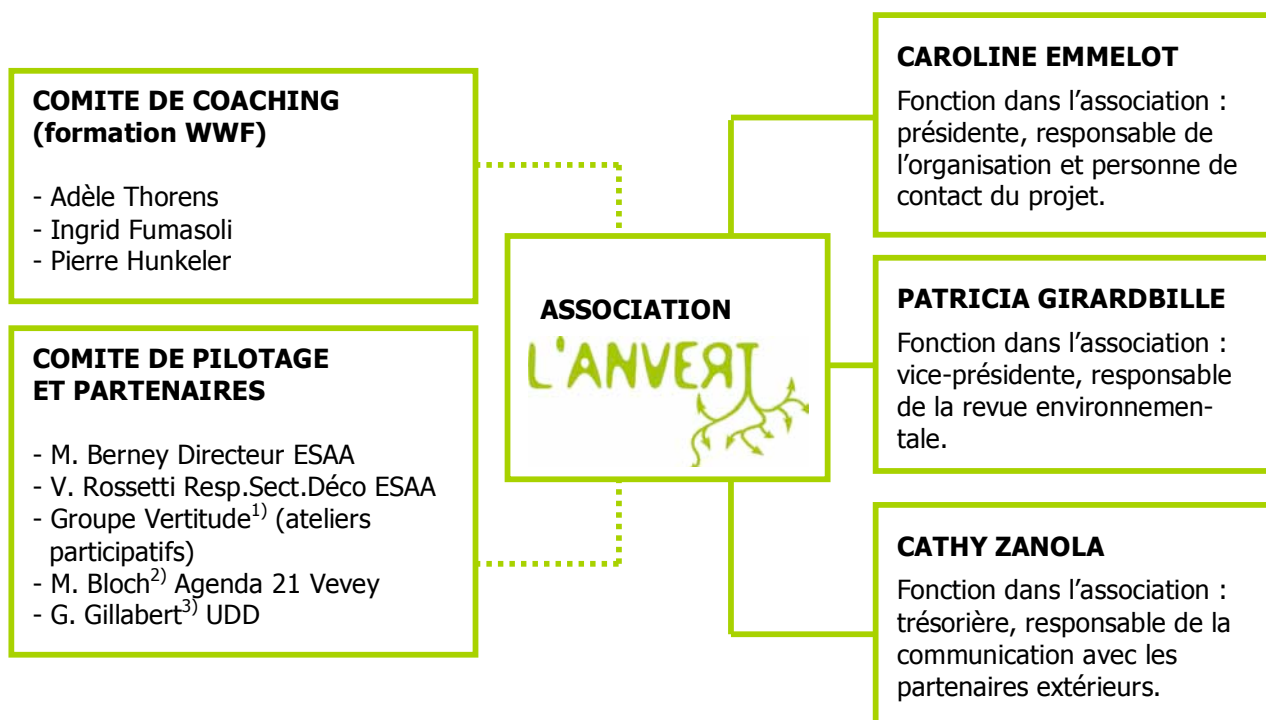 COMITE DE COACHING
(formation WWF)
- Adèle Thorens
- Ingrid Fumasoli
- Pierre Hunkeler
COMITE DE PILOTAGE
ET PARTENAIRES
- M. Berney Directeur ESAA
- V. Rossetti Resp.Sect.Déco ESAA
- Groupe Vertitude1) (ateliers
participatifs)
- M. Bloch2) Agenda 21 Vevey
- G. Gillabert3) UDD
ASSOCIATION
L'ANVERT
CAROLINE EMMELOT
Fonction dans l’association :
présidente, responsable de
l’organisation et personne de
contact du projet.
PATRICIA GIRARDBILLE
Fonction dans l’association :
vice-présidente, responsable
de la revue environnemen-
tale.
CATHY ZANOLA
Fonction dans l’association :
trésorière, responsable de la
communication avec les
partenaires extérieurs.